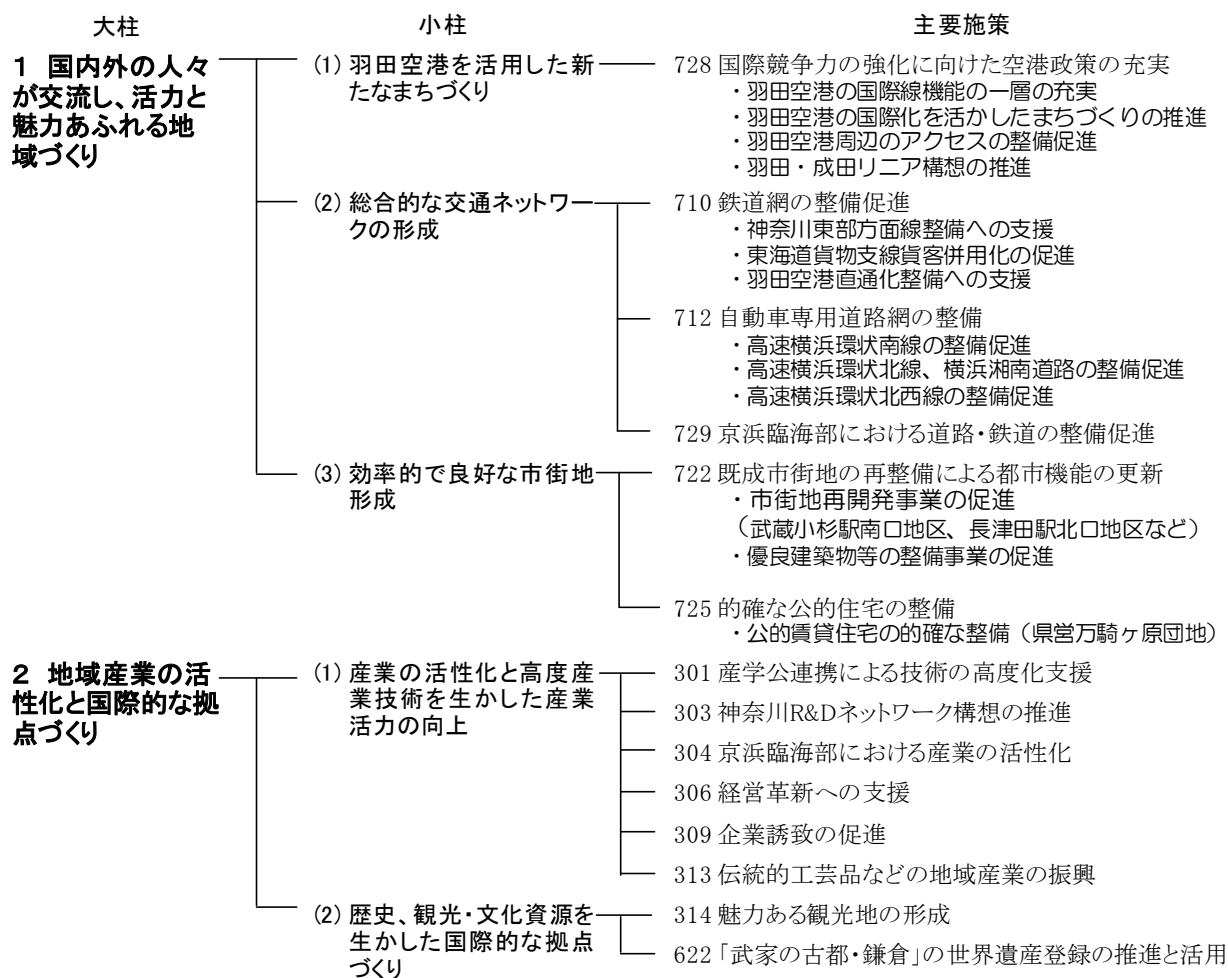 大柱 小柱 主要施策
1 国内外の人々
が交流し、活力と
魅力あふれる地
域づくり
(1) 羽田空港を活用した新
たなまちづくり
728 国際競争力の強化に向けた空港政策の充実
・羽田空港の国際線機能の一層の充実
・羽田空港の国際化を活かしたまちづくりの推進
・羽田空港周辺のアクセスの整備促進
・羽田・成田リニア構想の推進
(2) 総合的な交通ネットワー
クの形成
710 鉄道網の整備促進
・神奈川東部方面線整備への支援
・東海道貨物支線貨客併用化の促進
・羽田空港直通化整備への支援
712 自動車専用道路網の整備
・高速横浜環状南線の整備促進
・高速横浜環状北線、横浜湘南道路の整備促進
・高速横浜環状北西線の整備促進
729 京浜臨海部における道路・鉄道の整備促進
(3) 効率的で良好な市街地
形成
722 既成市街地の再整備による都市機能の更新
・市街地再開発事業の促進
（武蔵小杉駅南口地区、長津田駅北口地区など）
・優良建築物等の整備事業の促進
725 的確な公的住宅の整備
・公的賃貸住宅の的確な整備（県営万騎ヶ原団地）
2 地域産業の活
性化と国際的な拠
点づくり
(1) 産業の活性化と高度産
業技術を生かした産業
活力の向上
301 産学公連携による技術の高度化支援
303 神奈川R&Dネットワーク構想の推進
304 京浜臨海部における産業の活性化
306 経営革新への支援
309 企業誘致の促進
313 伝統的工芸品などの地域産業の振興
(2) 歴史、観光・文化資源を
生かした国際的な拠点
づくり
314 魅力ある観光地の形成
622 「武家の古都・鎌倉」の世界遺産登録の推進と活用